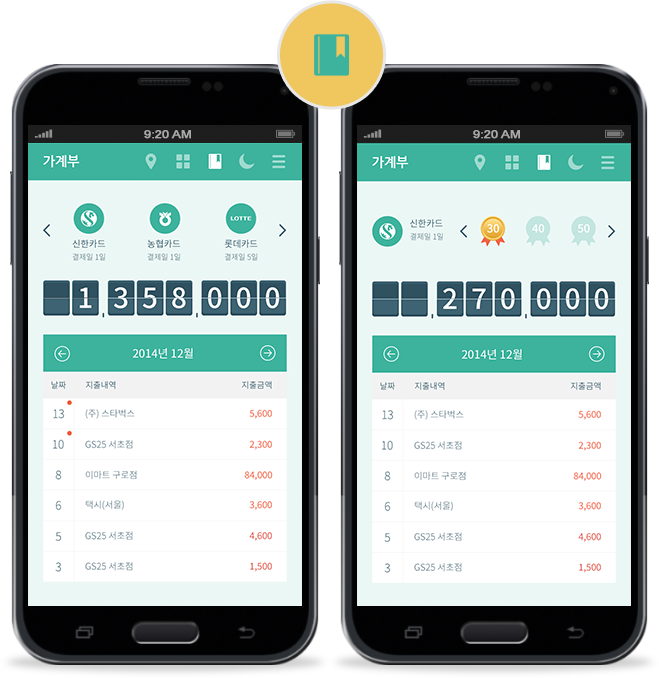 9:20 AM
가계부
LOTTE
신한카드 농협카드 롯데카드
결제일 1일 결제일 1일 결제일 5일
1,358,000
2014년 12월
날짜 지출내역 지출금액
13 (주) 스타벅스 5,600
10 GS25 서초점 2,300
8 이마트 구로점 84,000
6 택시(서울) 3,600
5 GS25 서초점 4,600
3 GS25 서초점 1,500
9:20 AM
가계부
신한카드
결제일 1일
30 40 50
270,000
2014년 12월
날짜 지출내역 지출금액
13 (주) 스타벅스 5,600
10 GS25 서초점 2,300
8 이마트 구로점 84,000
6 택시(서울) 3,600
5 GS25 서초점 4,600
3 GS25 서초점 1,500